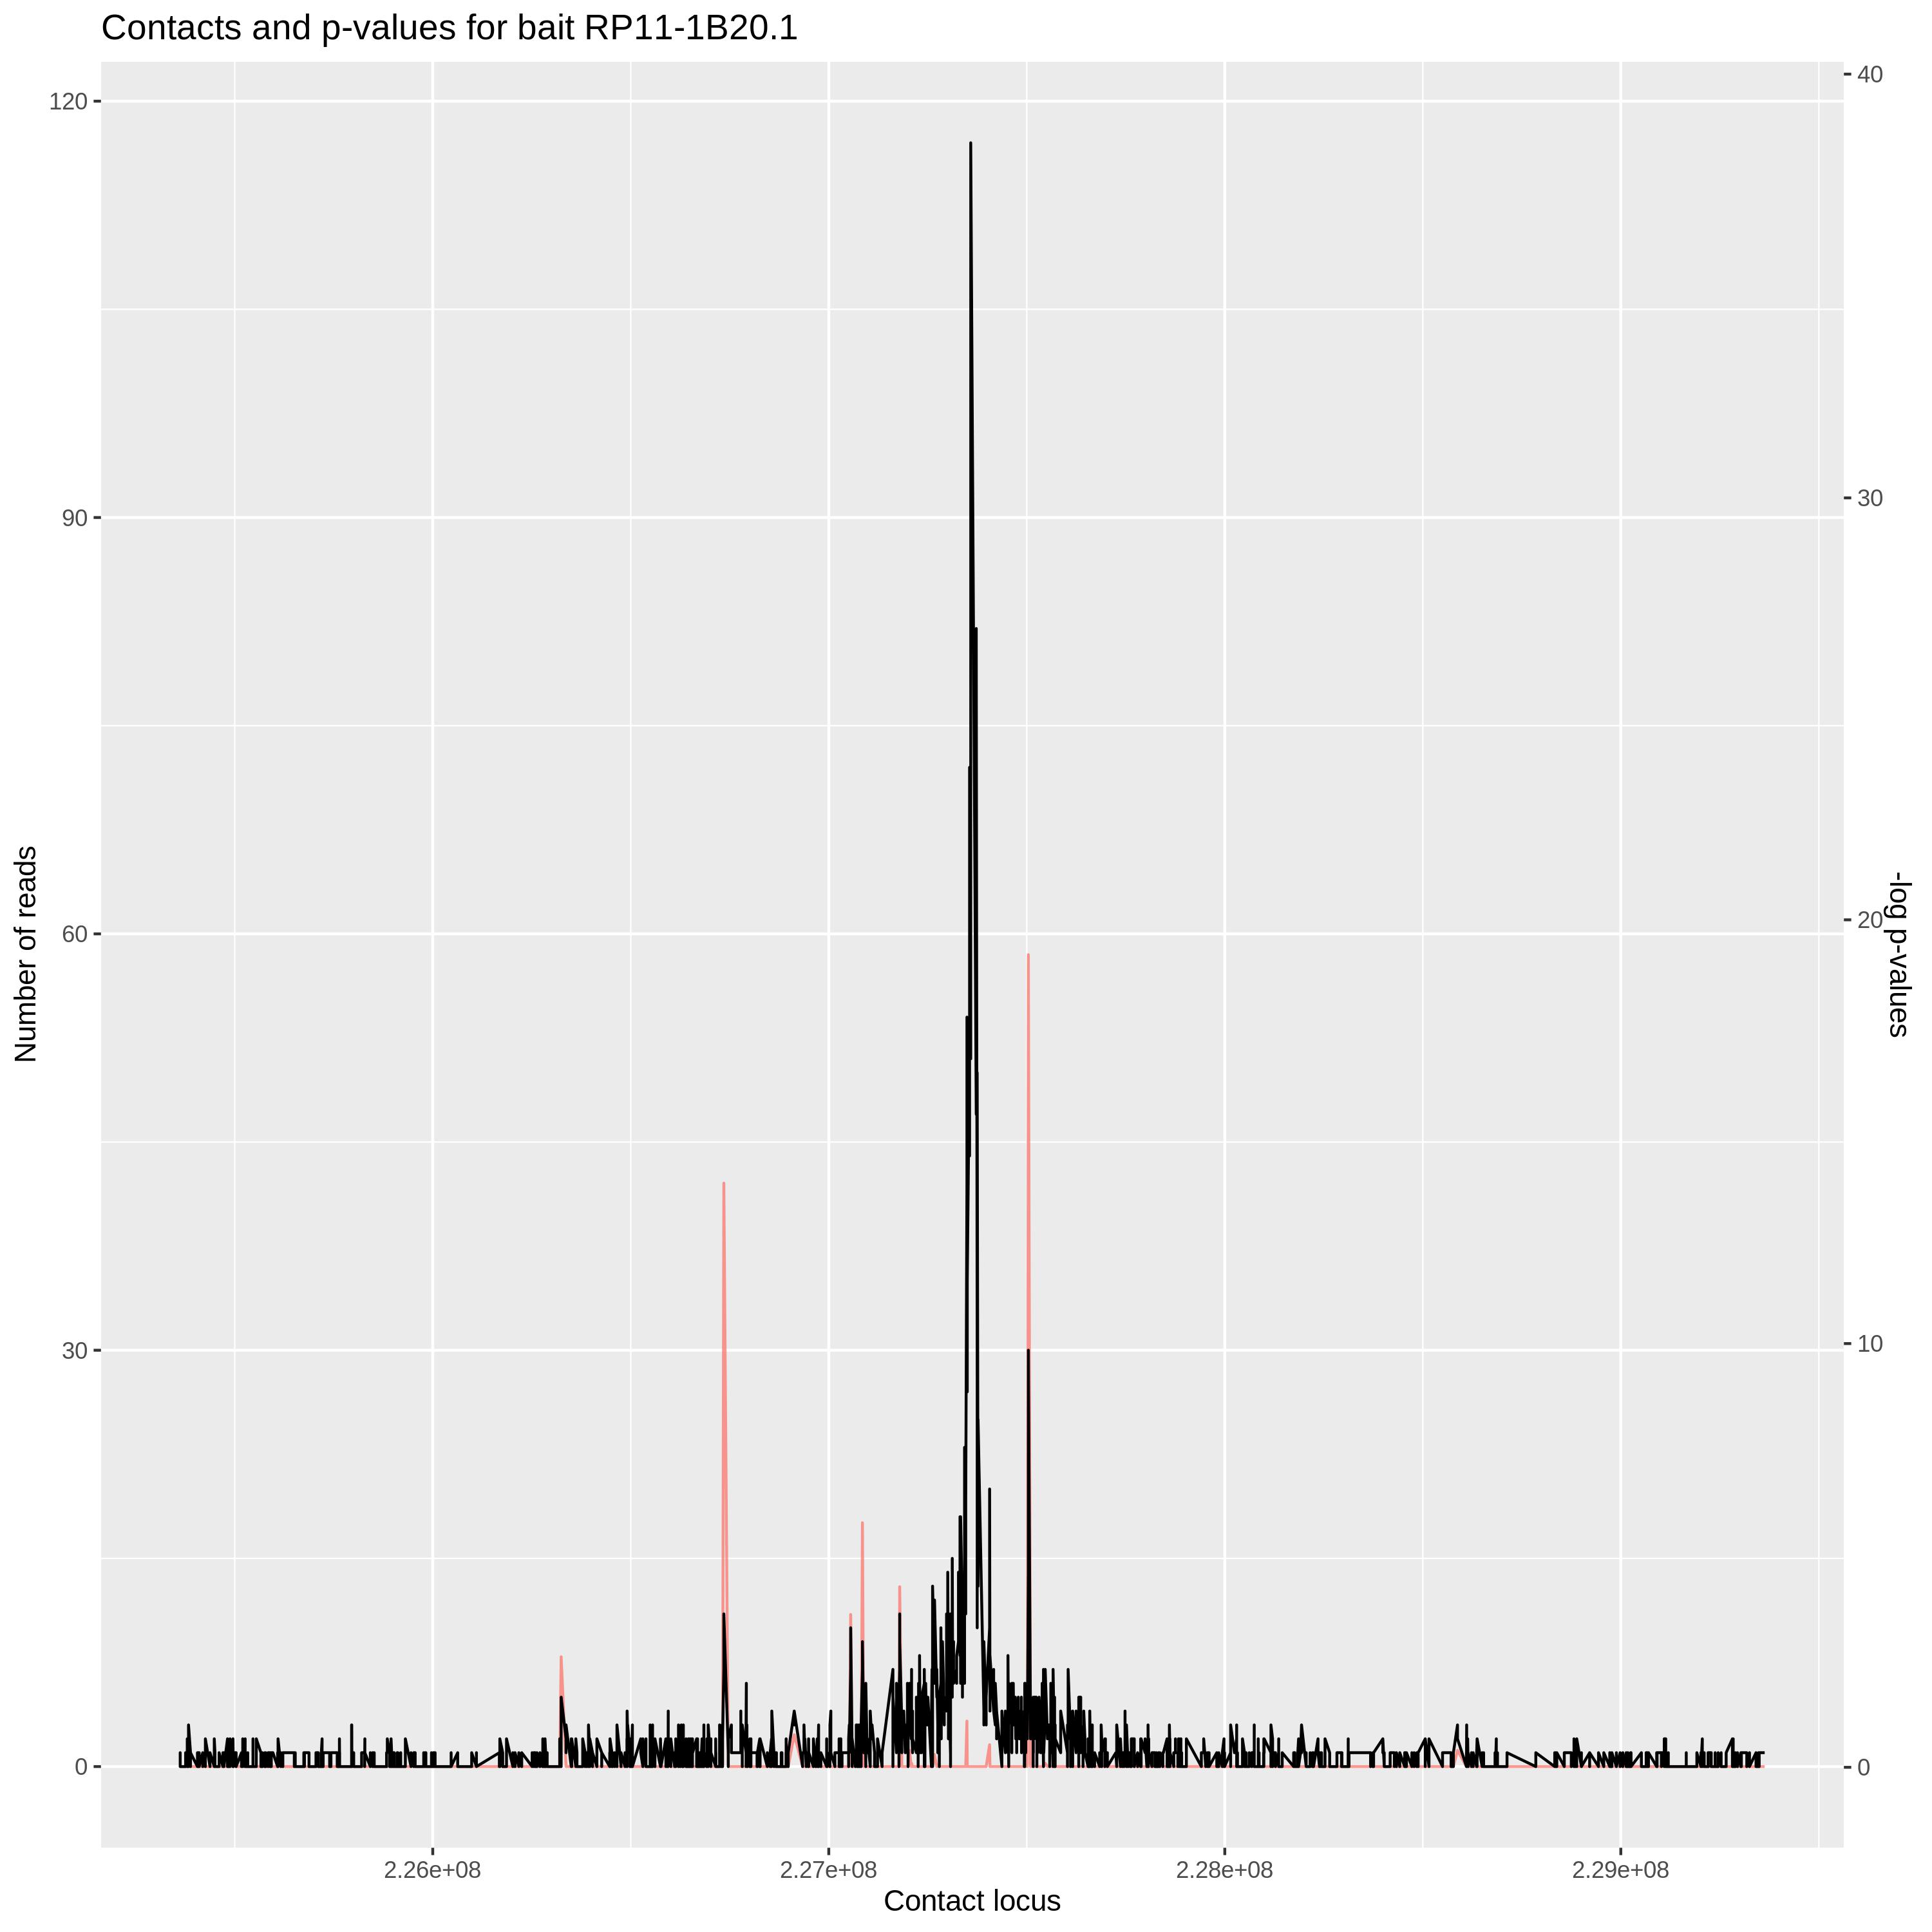 Contacts and p-values for bait RP11-1B20.1
120
90
60
30
0
Number of reads
40
30
20
10
0
-log p-values
2.26e+08
2.27e+08
2.28e+08
2.29e+08
Contact locus